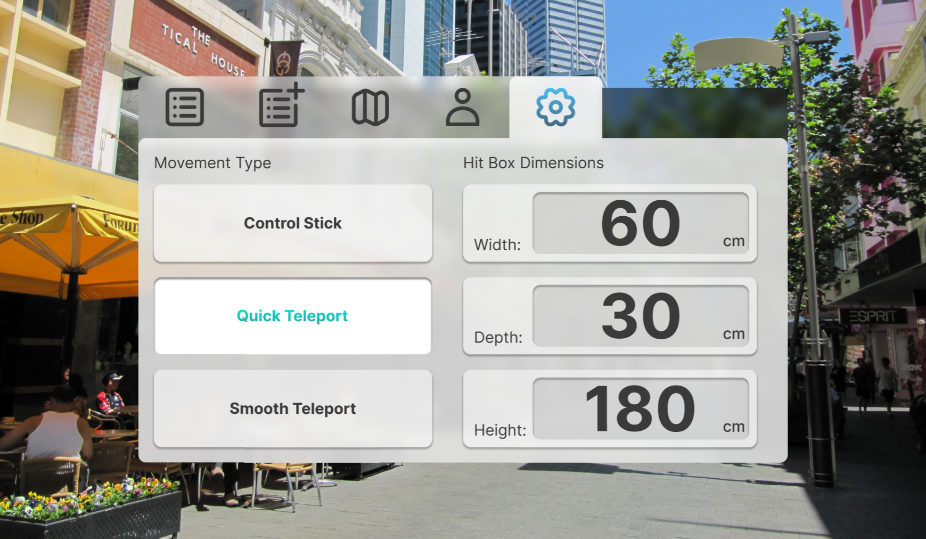 THE
TICAL HOUSE
Movement Type
Hit Box Dimensions
Control Stick
Width:
60
cm
Quick Teleport
Depth:
30
cm
Smooth Teleport
Height:
180
cm
e Shop
FORUM
ESPRIT